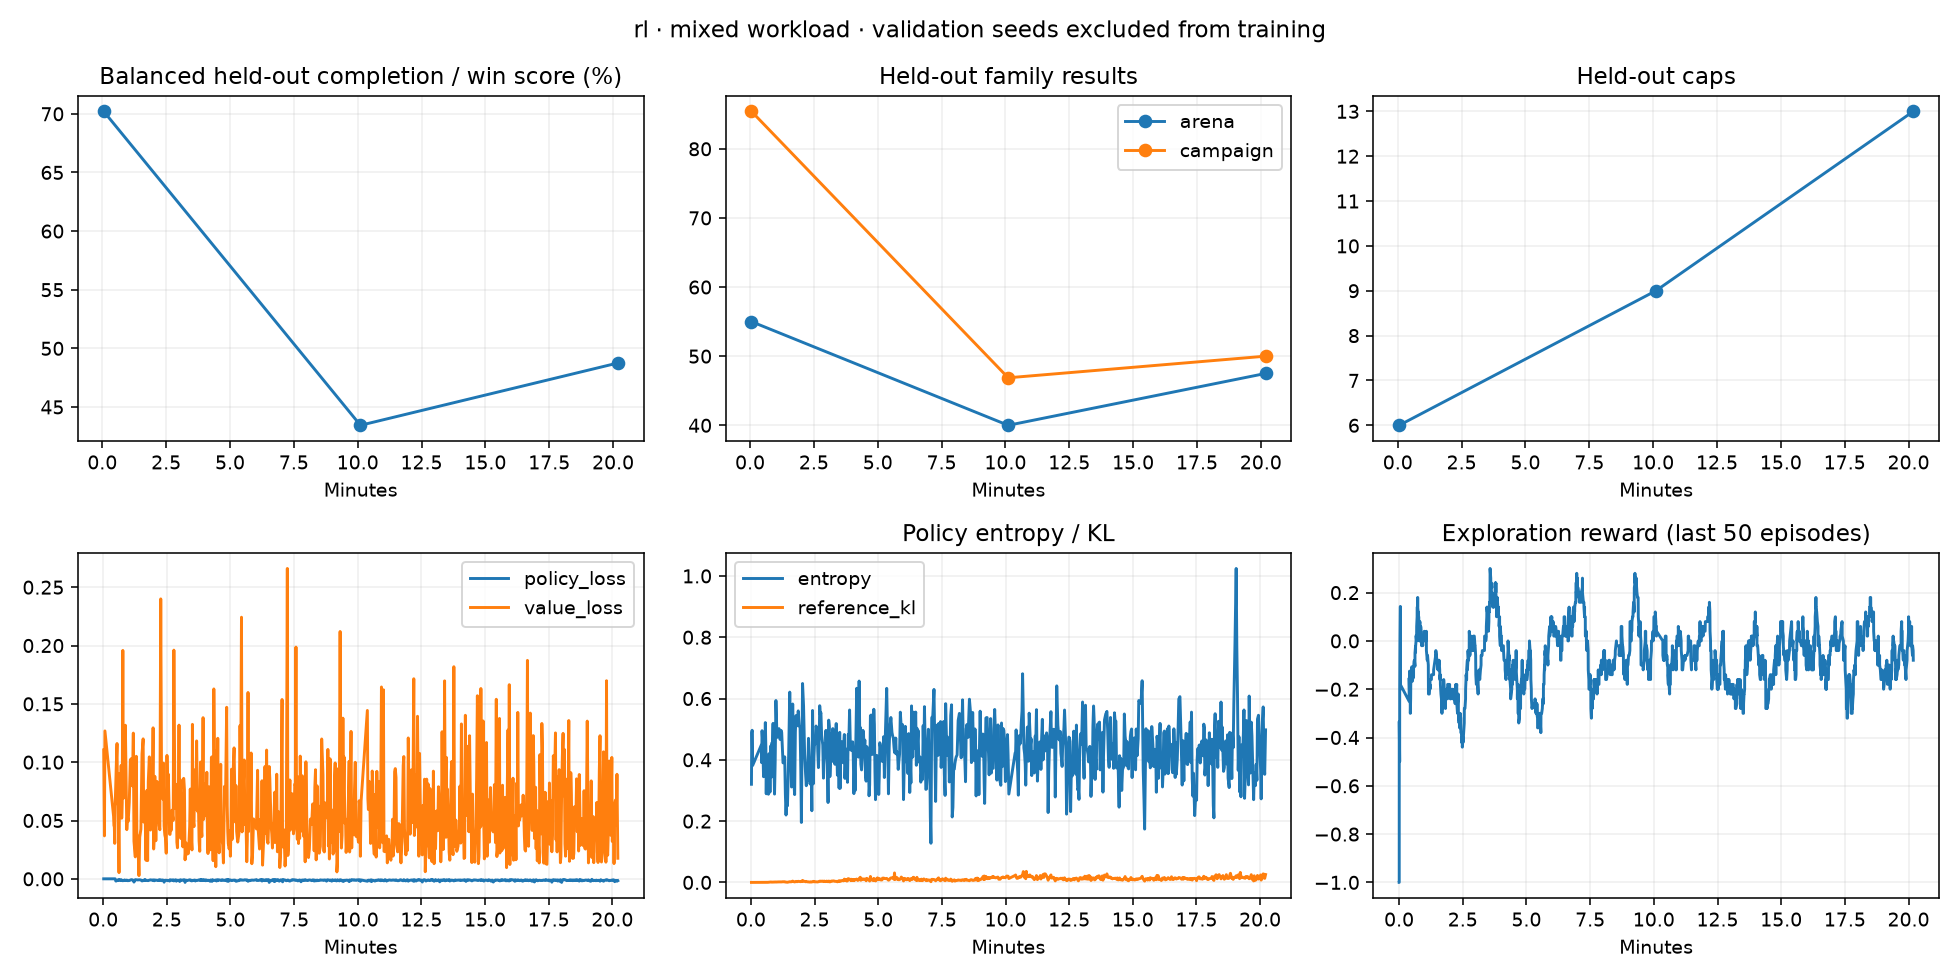 rl · mixed workload · validation seeds excluded from training
Balanced held-out completion / win score (%)
70
65
60
55
50
45
0.0 2.5 5.0 7.5 10.0 12.5 15.0 17.5 20.0
Minutes
Held-out family results
arena
campaign
80
70
60
50
40
0.0 2.5 5.0 7.5 10.0 12.5 15.0 17.5 20.0
Minutes
Held-out caps
13
12
11
10
9
8
7
6
0.0 2.5 5.0 7.5 10.0 12.5 15.0 17.5 20.0
Minutes
policy_loss
value_loss
0.25
0.20
0.15
0.10
0.05
0.00
0.0 2.5 5.0 7.5 10.0 12.5 15.0 17.5 20.0
Minutes
Policy entropy / KL
entropy
reference_kl
1.0
0.8
0.6
0.4
0.2
0.0
0.0 2.5 5.0 7.5 10.0 12.5 15.0 17.5 20.0
Minutes
Exploration reward (last 50 episodes)
0.2
0.0
−0.2
−0.4
−0.6
−0.8
−1.0
0.0 2.5 5.0 7.5 10.0 12.5 15.0 17.5 20.0
Minutes